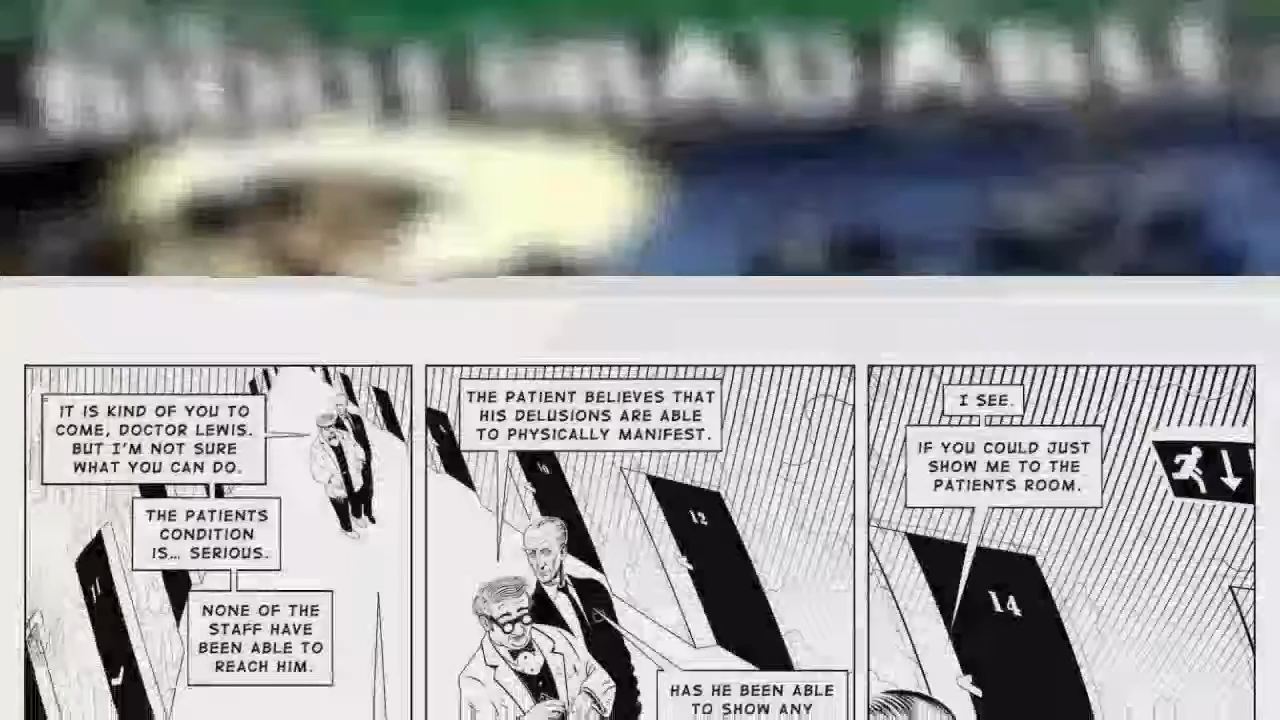 IT IS KIND OF YOU TO
COME, DOCTOR LEWIS.
BUT I'M NOT SURE
WHAT YOU CAN DO.
THE PATIENTS
CONDITION
IS... SERIOUS.
NONE OF THE
STAFF HAVE
BEEN ABLE TO
REACH HIM.
11
THE PATIENT BELIEVES THAT
HIS DELUSIONS ARE ABLE
TO PHYSICALLY MANIFEST.
10
12
HAS HE BEEN ABLE
TO SHOW ANY
I SEE.
IF YOU COULD JUST
SHOW ME TO THE
PATIENTS ROOM.
14